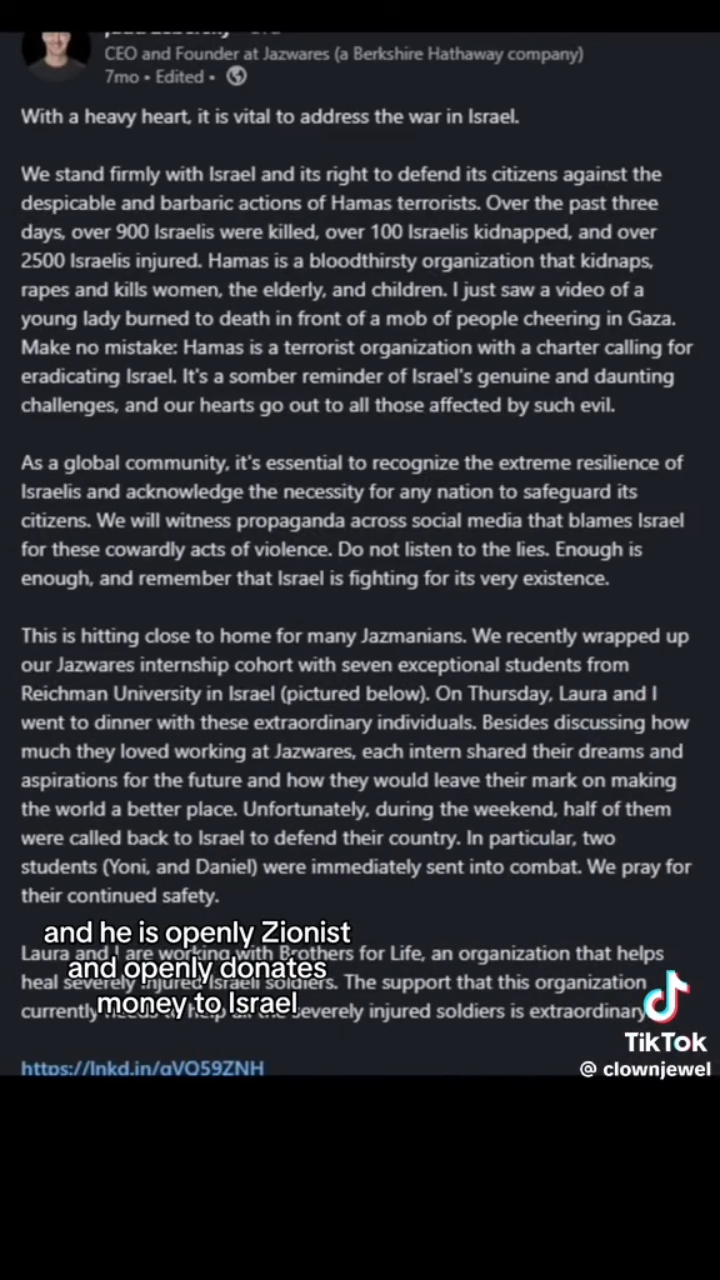 CEO and Founder at Jazwares (a Berkshire Hathaway company)
7mo • Edited •
With a heavy heart, it is vital to address the war in Israel.
We stand firmly with Israel and its right to defend its citizens against the
despicable and barbaric actions of Hamas terrorists. Over the past three
days, over 900 Israelis were killed, over 100 Israelis kidnapped, and over
2500 Israelis injured. Hamas is a bloodthirsty organization that kidnaps,
rapes and kills women, the elderly, and children. I just saw a video of a
young lady burned to death in front of a mob of people cheering in Gaza.
Make no mistake: Hamas is a terrorist organization with a charter calling for
eradicating Israel. It's a somber reminder of Israel's genuine and daunting
challenges, and our hearts go out to all those affected by such evil.
As a global community, it's essential to recognize the extreme resilience of
Israelis and acknowledge the necessity for any nation to safeguard its
citizens. We will witness propaganda across social media that blames Israel
for these cowardly acts of violence. Do not listen to the lies. Enough is
enough, and remember that Israel is fighting for its very existence.
This is hitting close to home for many Jazmanians. We recently wrapped up
our Jazwares internship cohort with seven exceptional students from
Reichman University in Israel (pictured below). On Thursday, Laura and I
went to dinner with these extraordinary individuals. Besides discussing how
much they loved working at Jazwares, each intern shared their dreams and
aspirations for the future and how they would leave their mark on making
the world a better place. Unfortunately, during the weekend, half of them
were called back to Israel to defend their country. In particular, two
students (Yoni, and Daniel) were immediately sent into combat. We pray for
their continued safety.
and he is openly Zionist
Laura and I are working with Brothers for Life, an organization that helps
and openly donates
heal severely injured Israeli soldiers. The support that this organization
money to Israel
currently severely injured soldiers is extraordinary
TikTok
https://lnkd.in/gVQ59ZNH
@ clownjewel